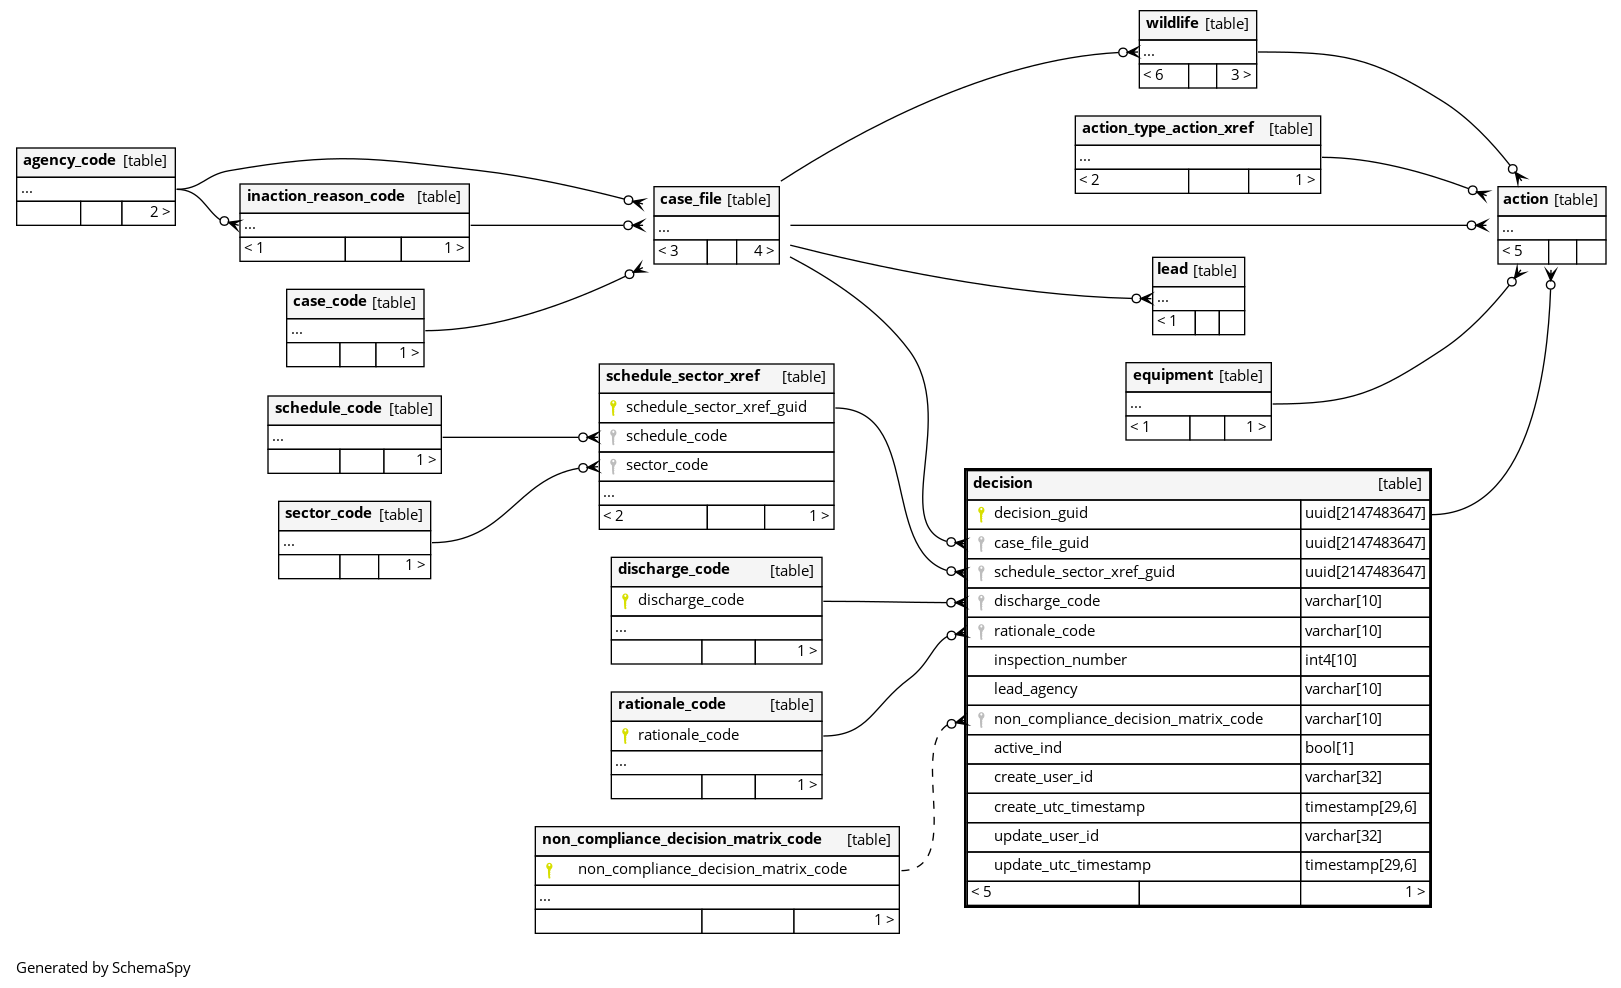 wildlife [table]
...
< 6 3 >
action_type_action_xref [table]
...
< 2 1 >
agency_code [table]
...
2 >
inaction_reason_code [table]
...
< 1 1 >
case_file [table]
...
< 3 4 >
action [table]
...
< 5
lead [table]
...
< 1
case_code [table]
...
1 >
equipment [table]
...
< 1 1 >
schedule_sector_xref [table]
schedule_sector_xref_guid
schedule_code
sector_code
...
< 2 1 >
schedule_code [table]
...
1 >
sector_code [table]
...
1 >
decision [table]
decision_guid uuid[2147483647]
case_file_guid uuid[2147483647]
schedule_sector_xref_guid uuid[2147483647]
discharge_code varchar[10]
rationale_code varchar[10]
inspection_number int4[10]
lead_agency varchar[10]
non_compliance_decision_matrix_code varchar[10]
active_ind bool[1]
create_user_id varchar[32]
create_utc_timestamp timestamp[29,6]
update_user_id varchar[32]
update_utc_timestamp timestamp[29,6]
< 5 1 >
discharge_code [table]
discharge_code
...
1 >
rationale_code [table]
rationale_code
...
1 >
non_compliance_decision_matrix_code [table]
non_compliance_decision_matrix_code
...
1 >
Generated by SchemaSpy